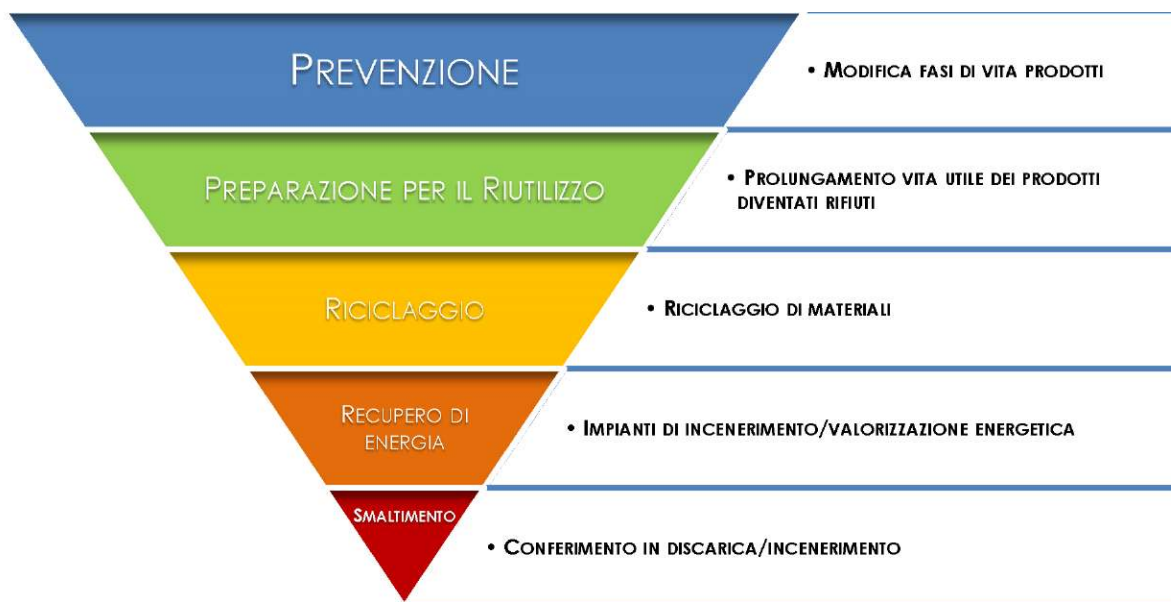 PREVENZIONE
• MODIFICA FASI DI VITA PRODOTTI
PREPARAZIONE PER IL RIUTILIZZO
• PROLUNGAMENTO VITA UTILE DEI PRODOTTI
DIVENTATI RIFIUTI
RICICLAGGIO
• RICICLAGGIO DI MATERIALI
RECUPERO DI
ENERGIA
• IMPIANTI DI INCENERIMENTO/VALORIZZAZIONE ENERGETICA
SMALTIMENTO
• CONFERIMENTO IN DISCARICA/INCENERIMENTO